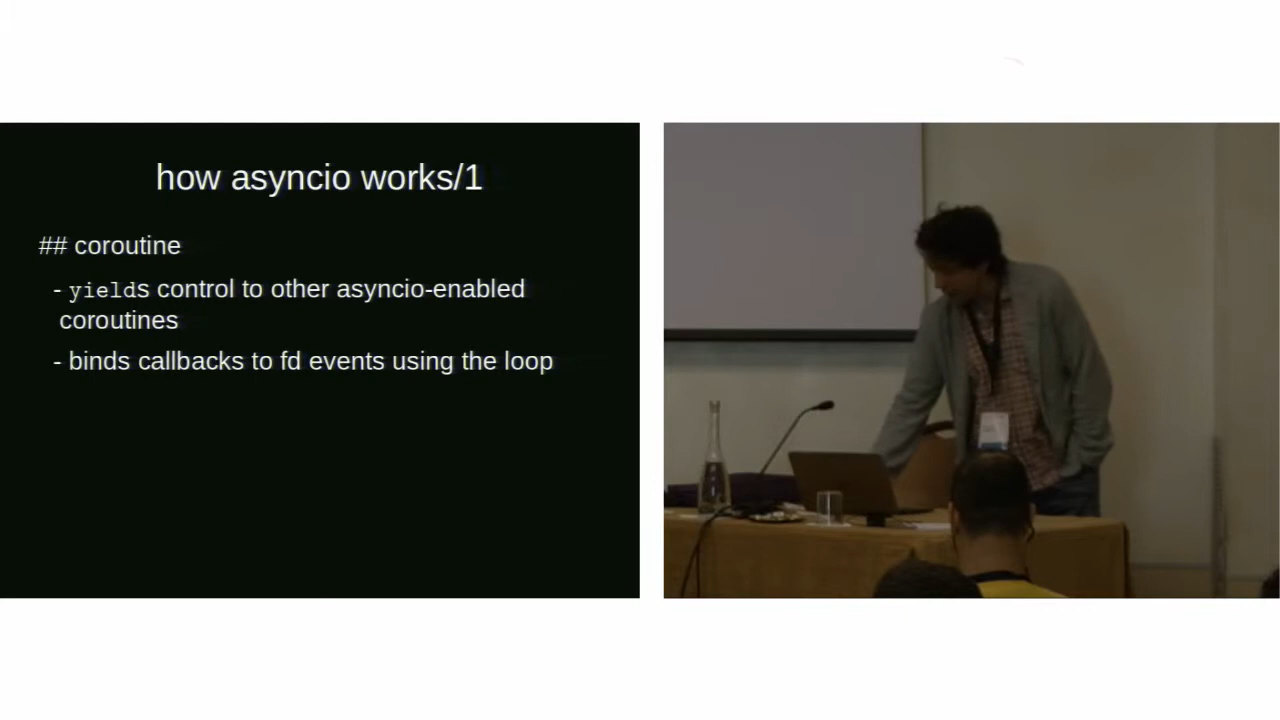 how asyncio works/1
## coroutine
- yields control to other asyncio-enabled
coroutines
- binds callbacks to fd events using the loop